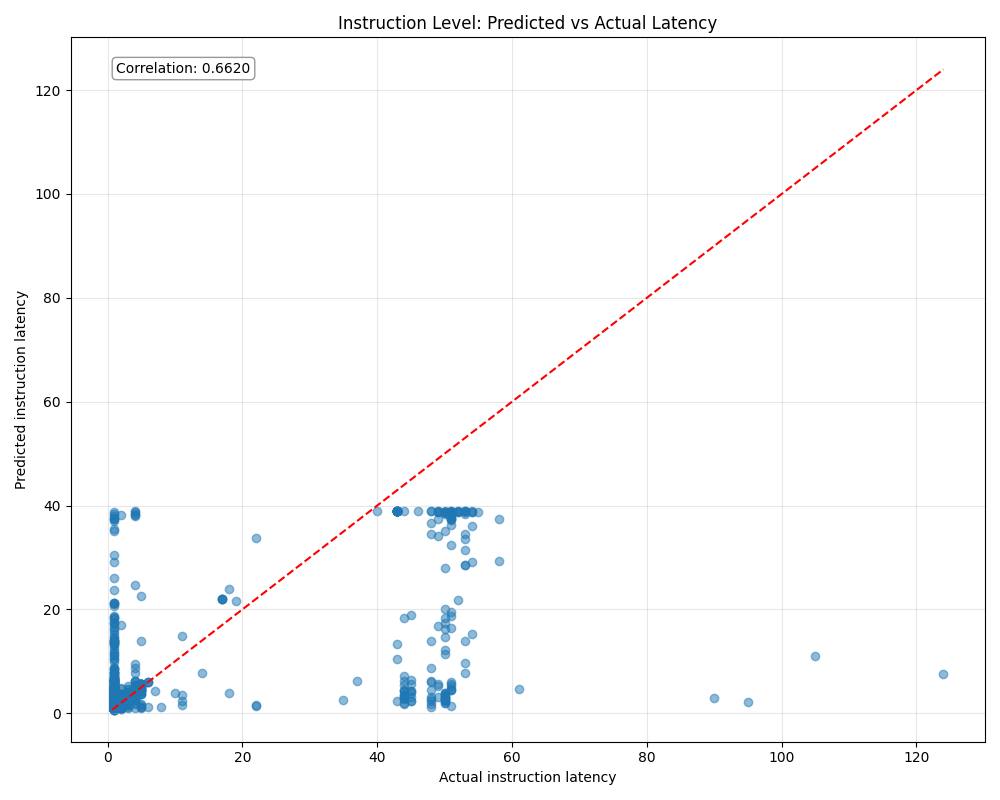 Instruction Level: Predicted vs Actual Latency
Correlation: 0.6620
Predicted instruction latency
120
100
80
60
40
20
0
0 20 40 60 80 100 120
Actual instruction latency